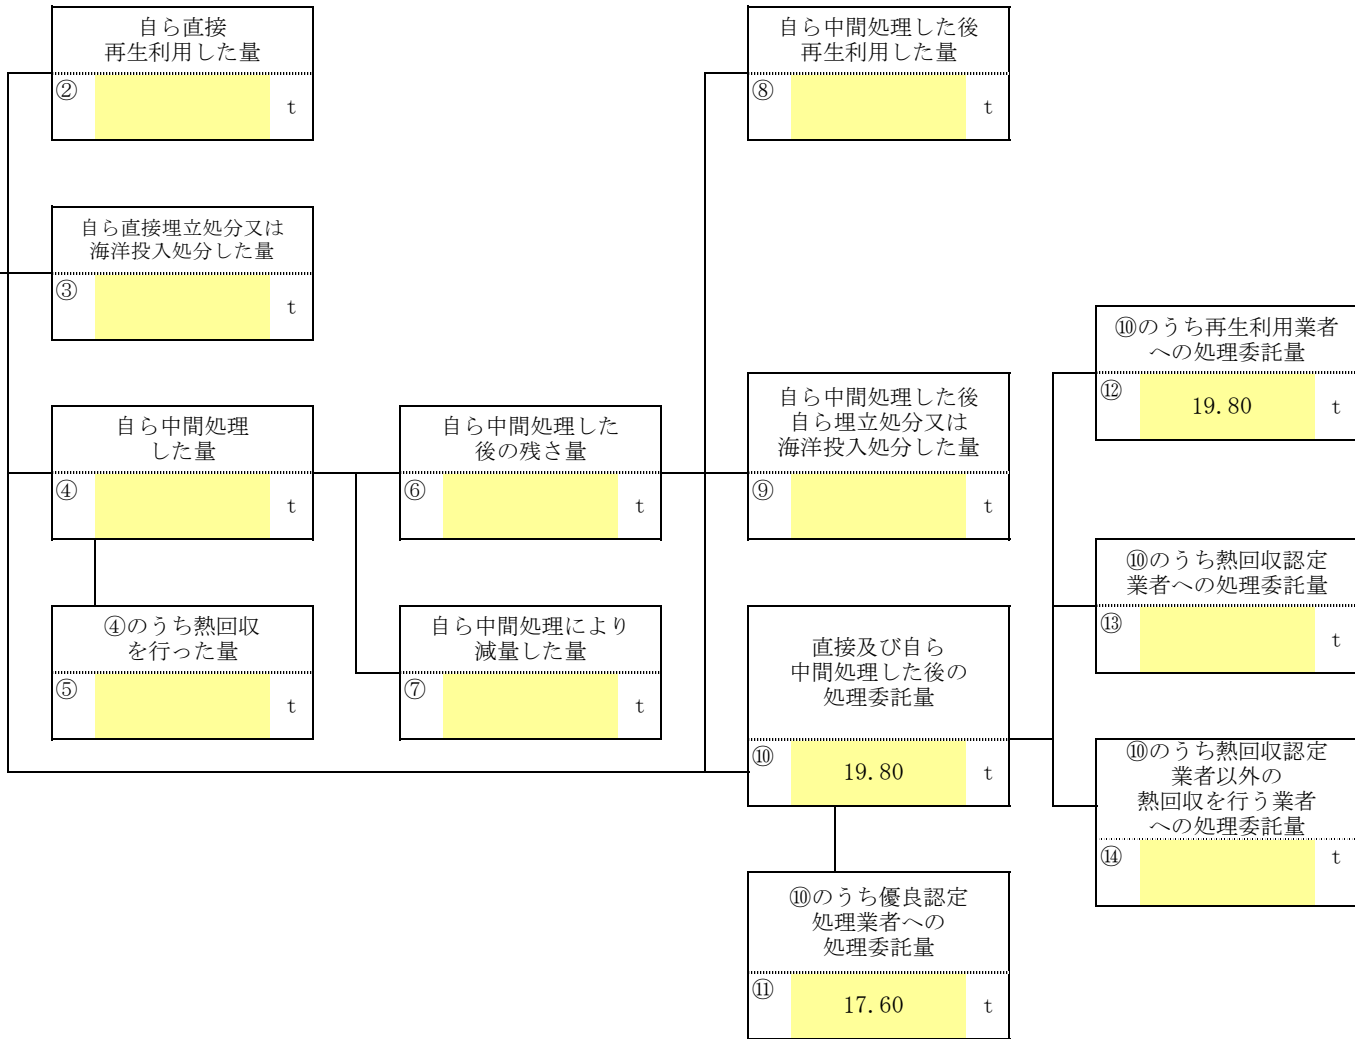 自ら直接
再生利用した量
② t
自ら中間処理した後
再生利用した量
⑧ t
自ら直接埋立処分又は
海洋投入処分した量
③ t
⑩のうち再生利用業者
への処理委託量
⑫ 19.80 t
自ら中間処理
した量
④ t
自ら中間処理した
後の残さ量
⑥ t
自ら中間処理した後
自ら埋立処分又は
海洋投入処分した量
⑨ t
⑩のうち熱回収認定
業者への処理委託量
⑬ t
④のうち熱回収
を行った量
⑤ t
自ら中間処理により
減量した量
⑦ t
直接及び自ら
中間処理した後の
処理委託量
⑩ 19.80 t
⑩のうち熱回収認定
業者以外の
熱回収を行う業者
への処理委託量
⑭ t
⑩のうち優良認定
処理業者への
処理委託量
⑪ 17.60 t